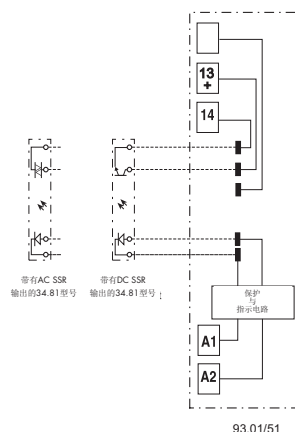 13
+
14
带有AC SSR
输出的34.81型号
带有DC SSR
输出的34.81型号
保护
与
指示电路
A1
A2
93.01/51